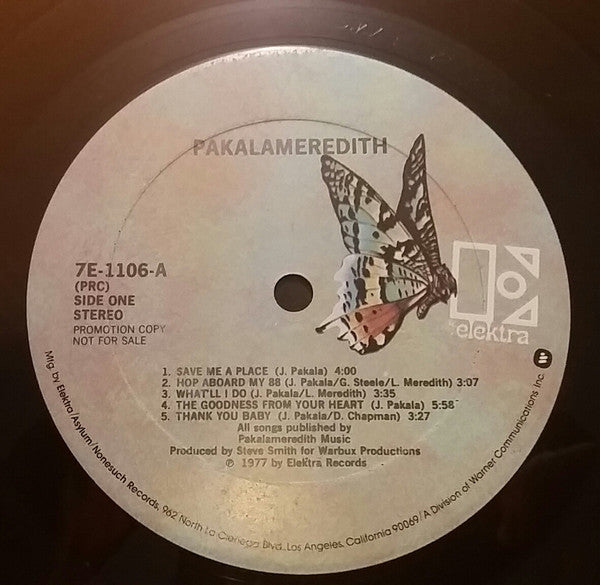 PAKALAMEREDITH
7E-1106-A
(PRC)
SIDE ONE
STEREO
PROMOTION COPY
NOT FOR SALE
elektra
1. SAVE ME A PLACE (J. Pakala) 4:00
2. HOP ABOARD MY 88 (J. Pakala/G. Steele/L. Meredith) 3:07
3. WHAT'LL I DO (J. Pakala/L. Meredith) 3:35
4. THE GOODNESS FROM YOUR HEART (J. Pakala) 5:58
5. THANK YOU BABY (J. Pakala/D. Chapman) 3:27
All songs published by
Pakalameredith Music
Produced by Steve Smith for Warbux Productions
℗ 1977 by Elektra Records
Mfg. by Elektra/Asylum/Nonesuch Records, 962 North La Cienega Blvd., Los Angeles, California 90069/A Division of Warner Communications Inc.